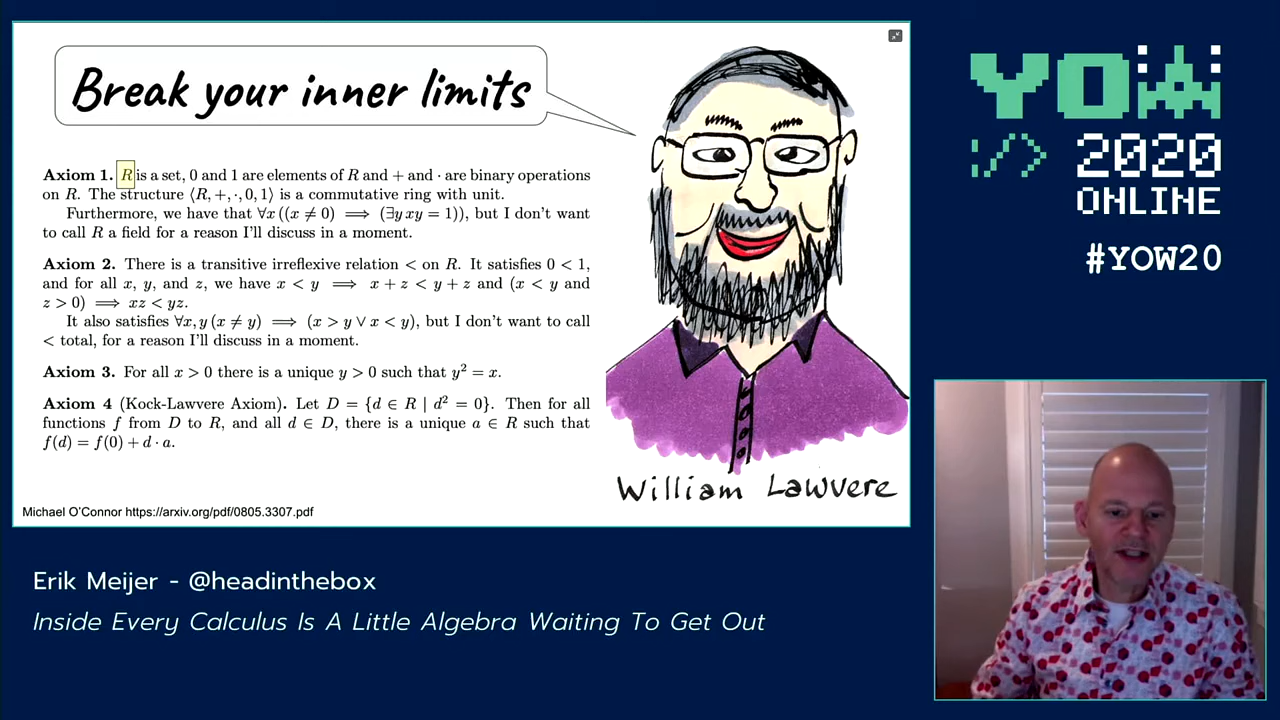 Break your inner limits
Axiom 1. R is a set, 0 and 1 are elements of R and + and · are binary operations
on R. The structure ⟨R, +, ·, 0, 1⟩ is a commutative ring with unit.
Furthermore, we have that ∀x ((x ≠ 0) ⟹ (∃y xy = 1)), but I don't want
to call R a field for a reason I'll discuss in a moment.
Axiom 2. There is a transitive irreflexive relation < on R. It satisfies 0 < 1,
and for all x, y, and z, we have x < y ⟹ x + z < y + z and (x < y and
z > 0) ⟹ xz < yz.
It also satisfies ∀x, y (x ≠ y) ⟹ (x > y ∨ x < y), but I don't want to call
< total, for a reason I'll discuss in a moment.
Axiom 3. For all x > 0 there is a unique y > 0 such that y² = x.
Axiom 4 (Kock-Lawvere Axiom). Let D = {d ∈ R | d² = 0}. Then for all
functions f from D to R, and all d ∈ D, there is a unique a ∈ R such that
f(d) = f(0) + d · a.
William Lawvere
Michael O'Connor https://arxiv.org/pdf/0805.3307.pdf
YOW
:/> 2020
ONLINE
#YOW20
Erik Meijer - @headinthebox
Inside Every Calculus Is A Little Algebra Waiting To Get Out